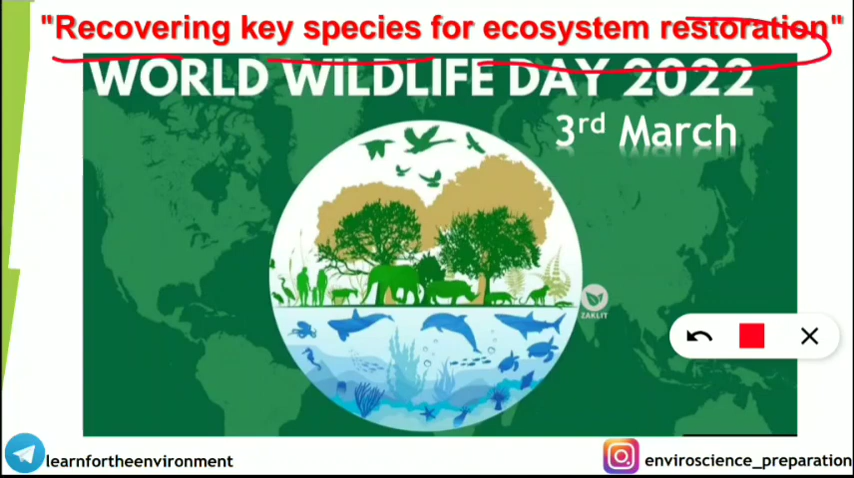 "Recovering key species for ecosystem restoration"
WORLD WILDLIFE DAY 2022
3rd March
ZAKLIT
learnfortheenvironment
enviroscience_preparation